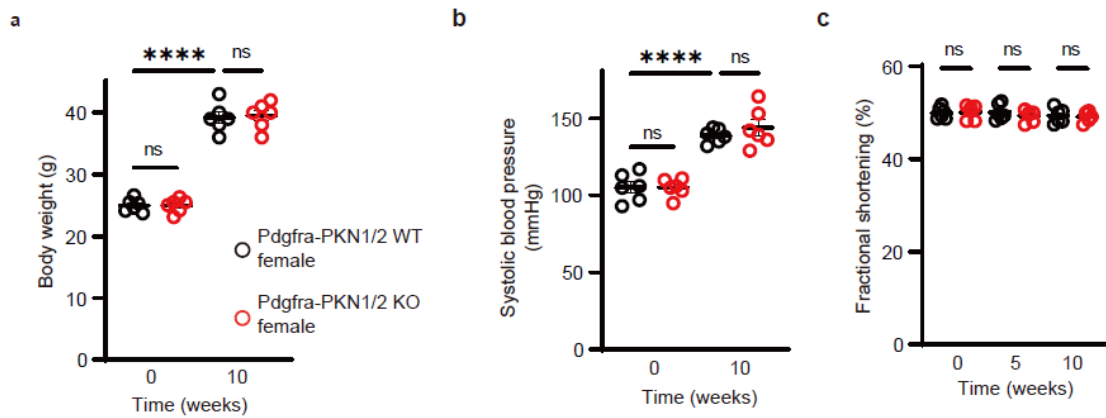 a
****
ns
ns
Body weight (g)
40
30
20
10
0
0
10
Time (weeks)
Pdgfra-PKN1/2 WT
female
Pdgfra-PKN1/2 KO
female
b
****
ns
ns
Systolic blood pressure
(mmHg)
150
100
50
0
0
10
Time (weeks)
c
ns
ns
ns
Fractional shortening (%)
60
40
20
0
0
5
10
Time (weeks)